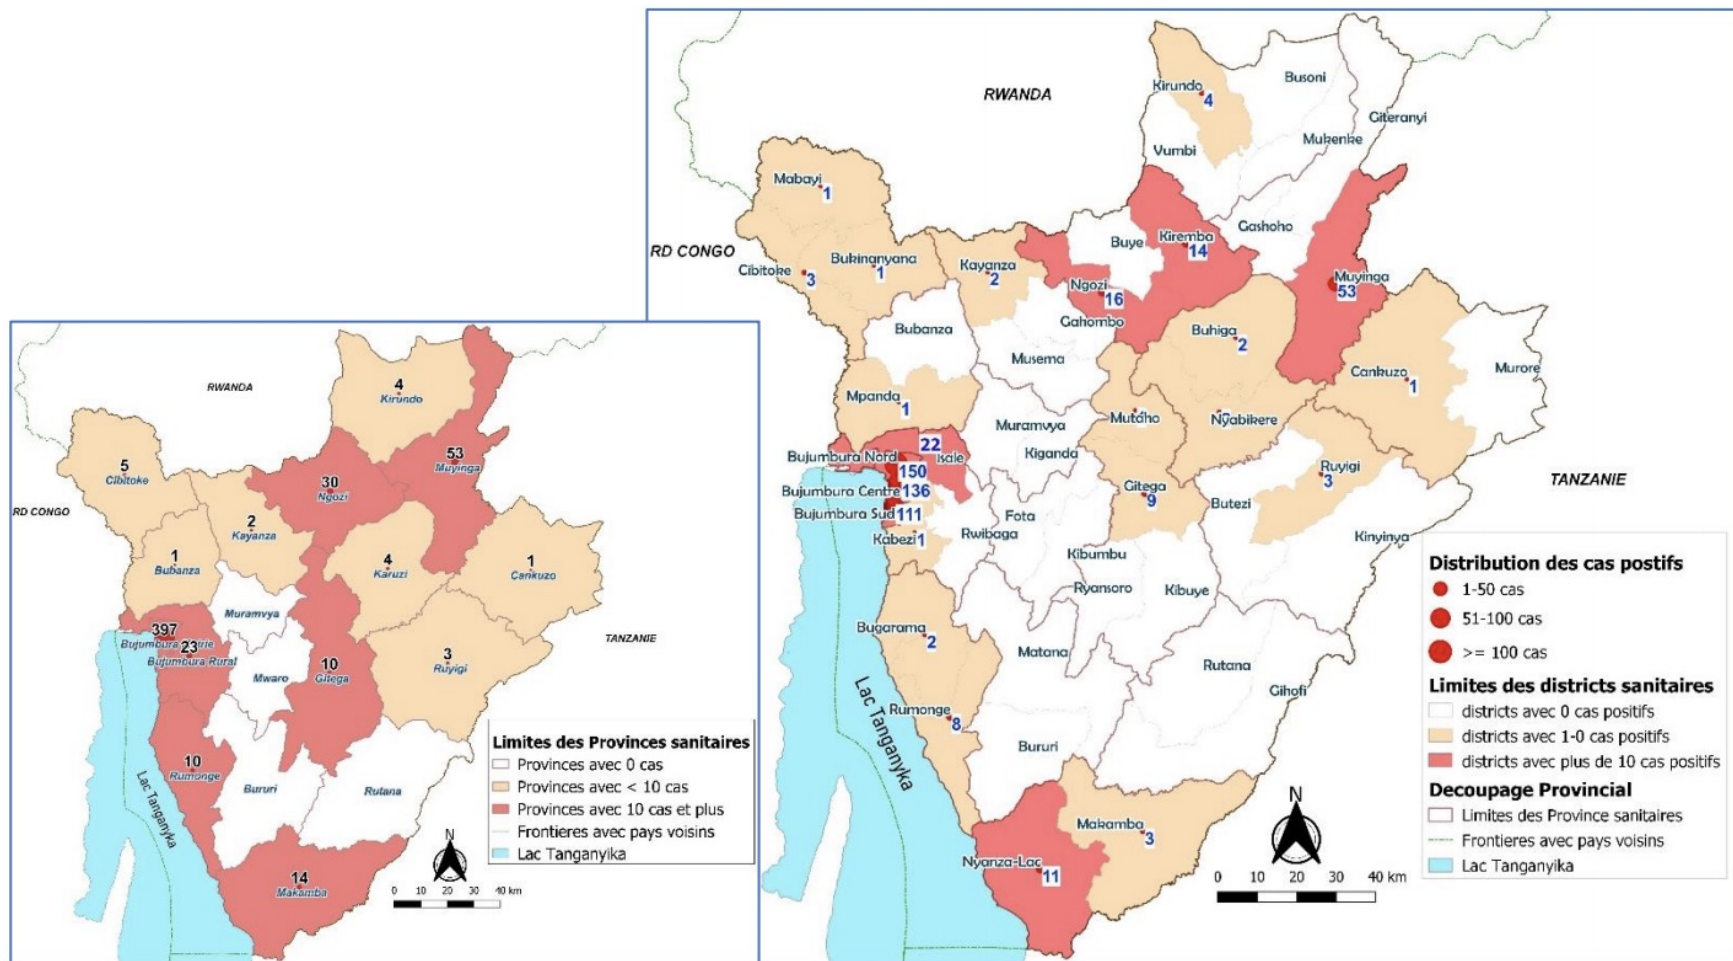 RWANDA
RD CONGO
TANZANIE
4
Kirundo
53
Muyinga
30
Ngozi
5
Cibitoke
2
Kayanza
1
Bubanza
4
Karuzi
1
Cankuzo
Muramvya
397
23
Bujumbura Rural
Mwaro
10
Gitega
3
Ruyigi
10
Rumonge
Bururi
Rutana
14
Makamba
Lac Tanganyika
Limites des Provinces sanitaires
Provinces avec 0 cas
Provinces avec < 10 cas
Provinces avec 10 cas et plus
Frontieres avec pays voisins
Lac Tanganyika
N
0 10 20 30 40 km
RWANDA
RD CONGO
TANZANIE
Kirundo
4
Busoni
Giteranyi
Mukenke
Vumbi
Mabayi
1
Gashoho
Buye
Kiremba
14
Cibitoke
3
Bukinanyana
1
Kayanza
2
Ngozi
16
Muyinga
53
Gahombo
Bubanza
Musema
Buhiga
2
Cankuzo
1
Murore
Mpanda
1
Mutaho
Nyabikere
Muramvya
Kiganda
22
Isale
Bujumbura Nord
150
Bujumbura Centre
136
Bujumbura Sud
111
Kabezi
1
Rwibaga
Fota
Gitega
9
Ruyigi
3
Butezi
Kinyinya
Kibumbu
Ryansoro
Kibuye
Bugarama
2
Matana
Rutana
Gihofi
Rumonge
8
Bururi
Makamba
3
Nyanza-Lac
11
Lac Tanganyika
N
0 10 20 30 40 km
Distribution des cas postifs
1-50 cas
51-100 cas
>= 100 cas
Limites des districts sanitaires
districts avec 0 cas positifs
districts avec 1-0 cas positifs
districts avec plus de 10 cas positifs
Decoupage Provincial
Limites des Province sanitaires
Frontieres avec pays voisins
Lac Tanganyika